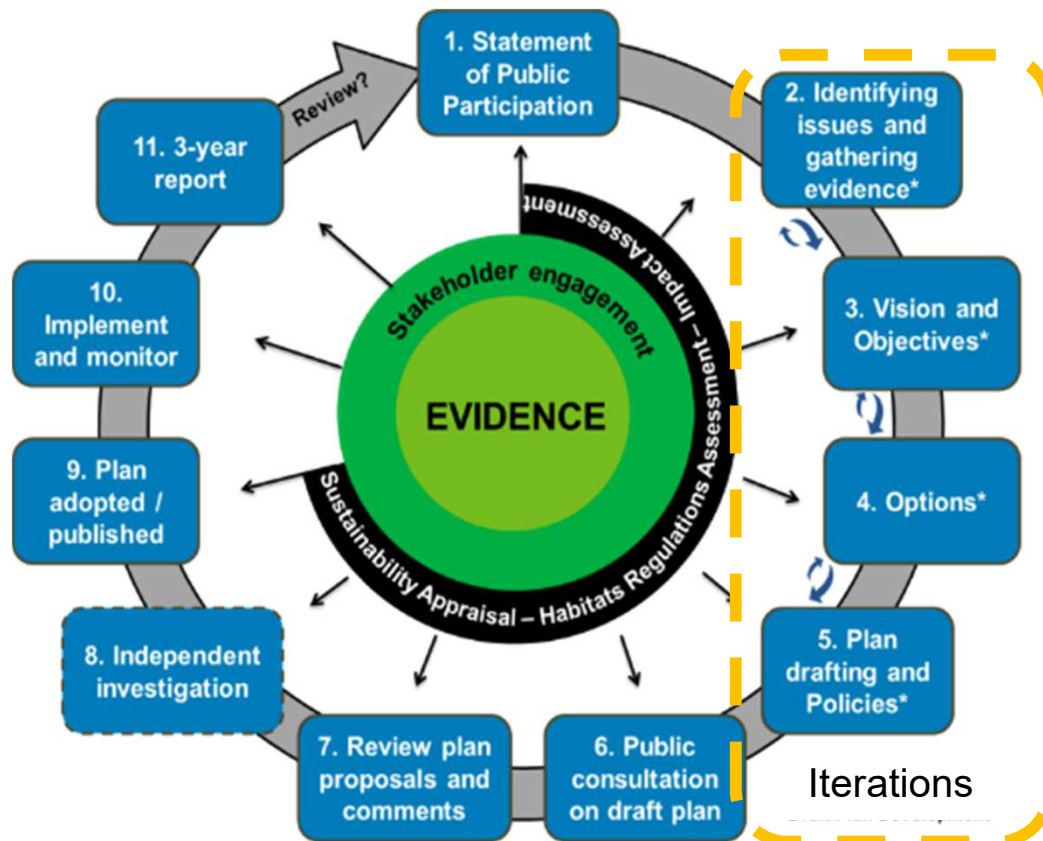 1. Statement
of Public
Participation
2. Identifying
issues and
gathering
evidence*
3. Vision and
Objectives*
4. Options*
5. Plan
drafting and
Policies*
Iterations
6. Public
consultation
on draft plan
7. Review plan
proposals and
comments
8. Independent
investigation
9. Plan
adopted /
published
10.
Implement
and monitor
11. 3-year
report
Review?
Stakeholder engagement
EVIDENCE
Sustainability Appraisal – Habitats Regulations Assessment – Impact Assessment